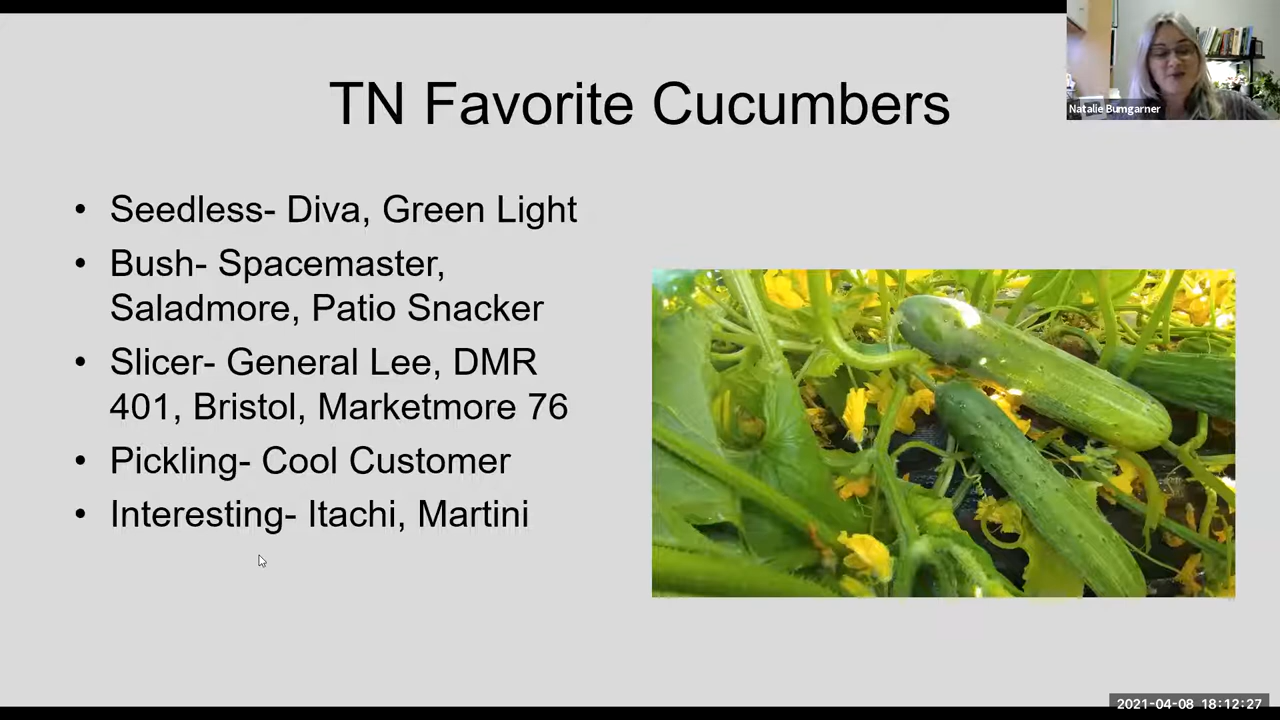 TN Favorite Cucumbers
Natalie Bumgarner
• Seedless- Diva, Green Light
• Bush- Spacemaster,
Saladmore, Patio Snacker
• Slicer- General Lee, DMR
401, Bristol, Marketmore 76
• Pickling- Cool Customer
• Interesting- Itachi, Martini
2021-04-08 18:12:27